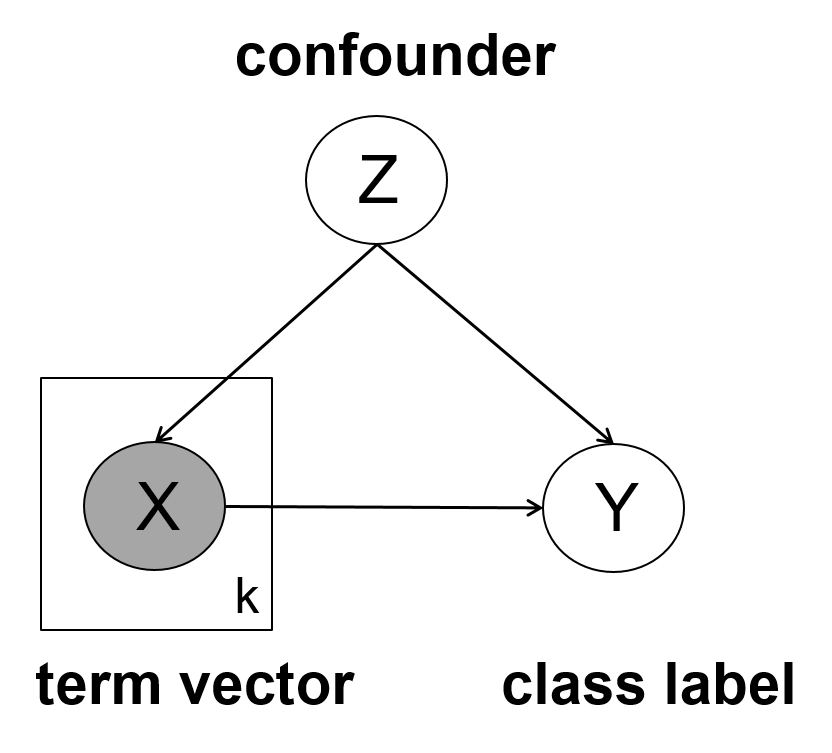 confounder
Z
X
Y
k
term vector
class label